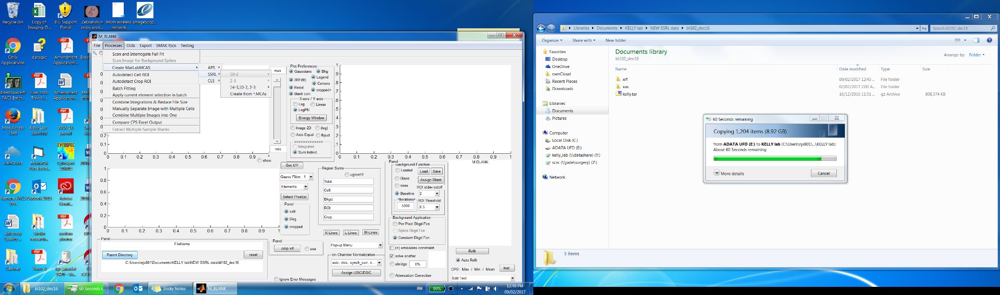 Recycle Bin
Copy of Imaging-D...
ITU Support Portal
Zebrafish in resin, secti...
Mom wireless network
ImageScop...
Citrix Applications
dataqxc
Amendment Application ...
IntelliSpace® PACS Enter...
June SSRL Travel r...
Amendment Application ...
Med Access EMR
Kelly Lab - Shortcut
ANA-16 permit
ownCloud
MouseOx Plus Revisi...
CytoSpec 2.00.01
Remote PACS VPN
Outlook 2013
Adobe Creati...
Antibody Quality ...
Stroke research...
section photos
Cabinet
M_BLANK
File Processes GUIs Export SMAK f(x)s Testing
Scan and Interrogate Full Fit
Scan Image for Background Spikes
Create MatLabMCAS
Autodetect Cell ROI
Autodetect Crop ROI
Batch Fitting
Apply current element selection in batch
Combine Integrations & Reduce File Size
Manually Separate Image with Multiple Cells
Combine Multiple Images into One
Compare CPS Excel Output
Extract Multiple Sample Blanks
APS
SSRL
CLS
10-2
2-3
14-3,10-2, 2-3
Create from *.MCAs
0.2
0.1
0
0 0.1 0.2 0.3 0.4 0.5 0.6 0.7 0.8 0.9 1
max
min
show
Plot Preferences
Gaussians Bkg
Legend
XRF(fit)
Centers
Resid.
cropped>
blank corr.
X-axis / Y-axis
Log Linear
LogPN
Energy Window
Image 2D (log)
Axis Equal flipud
>>>>>>>>>>>>>
Integrated
Sum Individ.
1
.9
.8
.7
.6
.5
.4
.3
.2
.1
0
0 0.1 0.2 0.3 0.4 0.5 0.6 0.7 0.8 0.9 1
M-BLANK
1
0.8
0.6
0.4
0.2
0
0 0.1 0.2 0.3 0.4 0.5 0.6 0.7 0.8 0.9 1
Get X/Y
Gauss Filter: 1
Elements
Select Pixel(s)
Panel
cell
Bkg
cropped
Region Sums
ug/cm^2
Total:
Cell:
Bkgd:
ROI:
Crop:
K-Lines L-Lines M-Lines
Panel
Background Function
Loaded Load Save
Blank Assign Blank
none ROI stdev cutoff
Baseline 2
^Iterations^ ROI Threshold
5000 0.5
Background Application
Per-Pixel Bkgd Fcn
Spline Bkgd Fcn
Constant Bkgd Fcn
(+) emissions constraint
solve scatter
abridge 0%
Attenuation Correction
Panel
FileName
Parent Directory reset
C:\Users\njs801\Documents\KELLY lab\NEW SSRL data\bl102_dec16
Panel
crop xrf use
Ignore Error Messages
Pop-up Menu
Ion Chamber Normalization
usic, dsic, synch_curr, e...
Assign USIC/DSIC
Refit
Auto Refit
CPS: Max / Min / Mean hist
Edit Text
bl102_dec16
60 Seconds r...
Sticky Notes
M_BLANK
99%
12:49 PM
09/02/2017
Libraries Documents KELLY lab NEW SSRL data bl102_dec16
Search bl102_dec16
Organize Share with New folder
Favorites
Desktop
OneDrive
ownCloud
Recent Places
Downloads
Libraries
Documents
Pictures
Computer
Local Disk (C:)
ADATA UFD (E:)
kelly_lab (\\datashare) (Y:)
scvc (\\jade\surgery) (Z:)
Network
Documents library
bl102_dec16
Arrange by: Folder
Name Date modified Type Size
xrf 09/02/2017 12:43 ... File folder
xas 02/02/2017 2:00 A... File folder
kelly.tar 16/12/2016 11:51 ... gz Archive 808,374 KB
60 Seconds remaining
Copying 1,204 items (8.92 GB)
from ADATA UFD (E:) to KELLY lab (C:\Users\njs801\...\KELLY lab)
About 60 Seconds remaining
More details Cancel
3 items